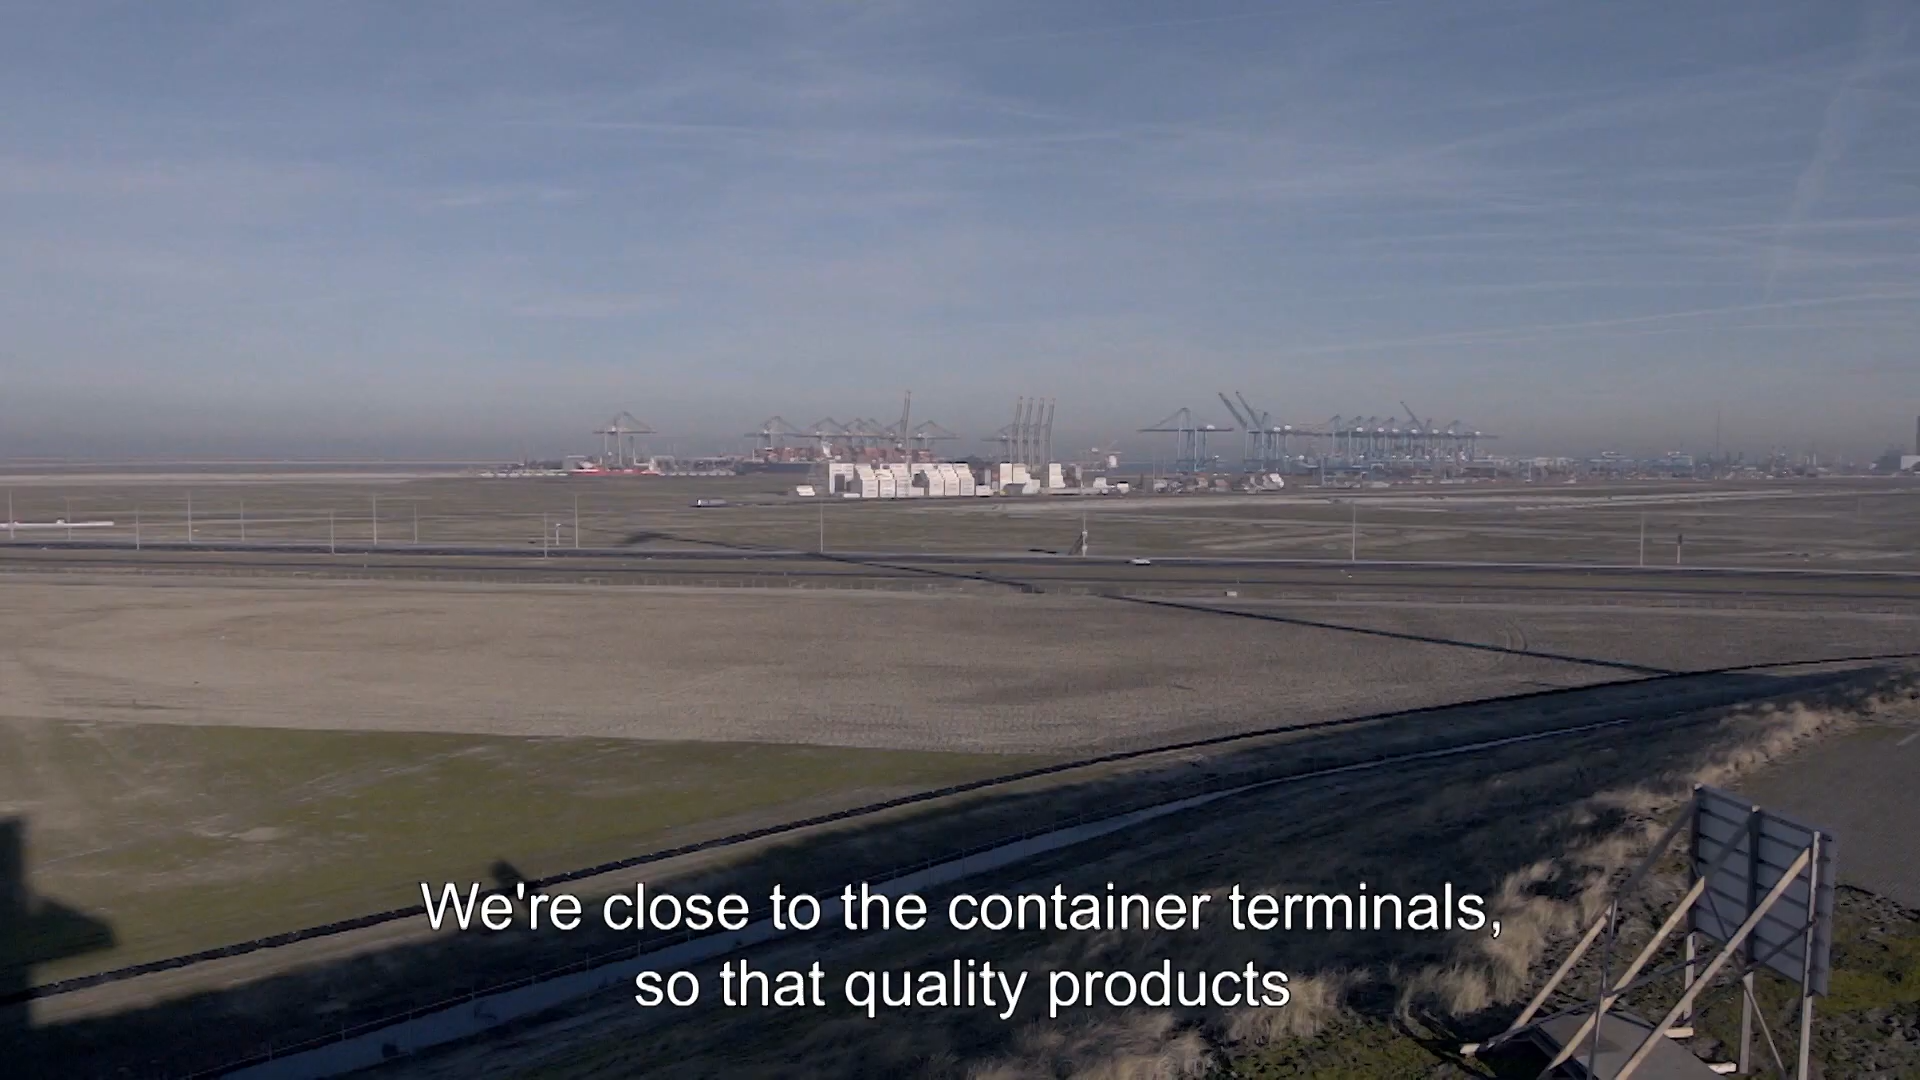 We're close to the container terminals,
so that quality products